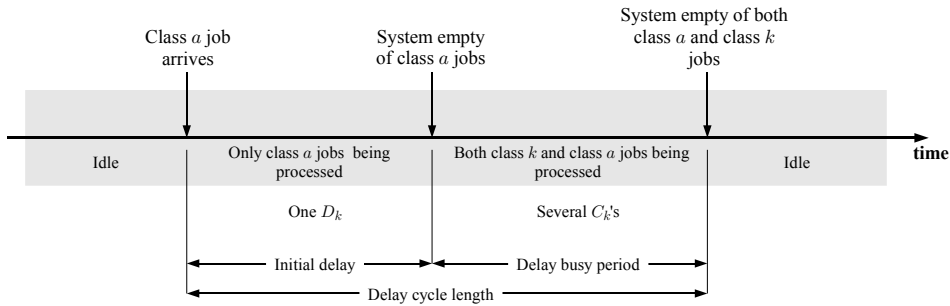 Class a job
arrives
System empty
of class a jobs
System empty of both
class a and class k
jobs
Idle
Only class a jobs being
processed
Both class k and class a jobs being
processed
Idle
time
One Dₖ
Several Cₖ's
Initial delay
Delay busy period
Delay cycle length